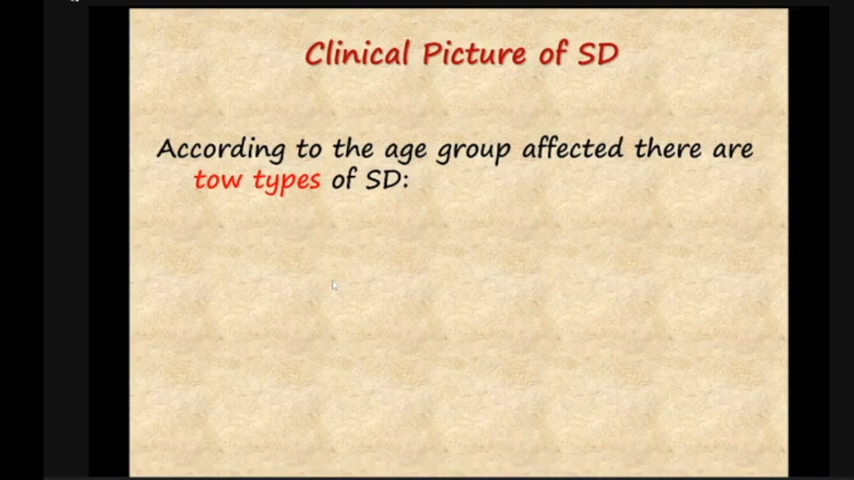 Clinical Picture of SD
According to the age group affected there are
tow types of SD: